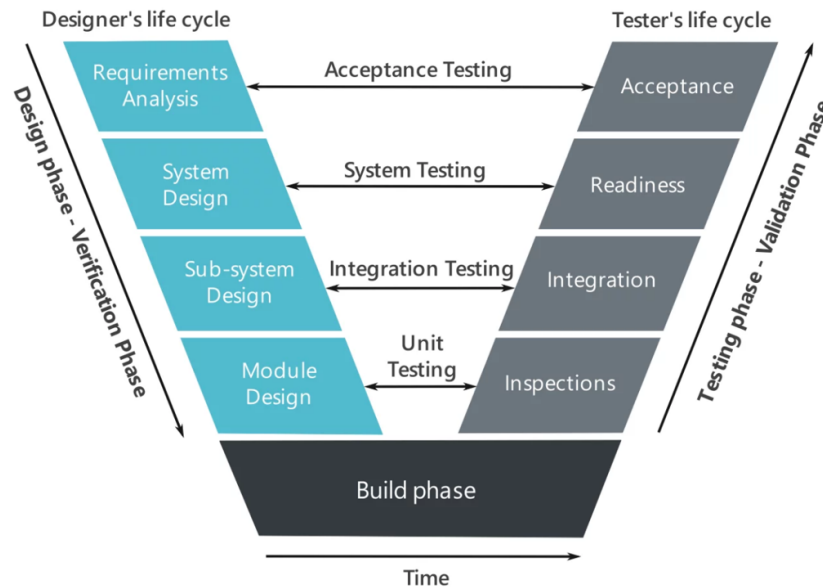 Designer's life cycle
Tester's life cycle
Requirements
Analysis
Acceptance Testing
Acceptance
System
Design
System Testing
Readiness
Sub-system
Design
Integration Testing
Integration
Module
Design
Unit
Testing
Inspections
Design phase - Verification Phase
Testing phase - Validation Phase
Build phase
Time